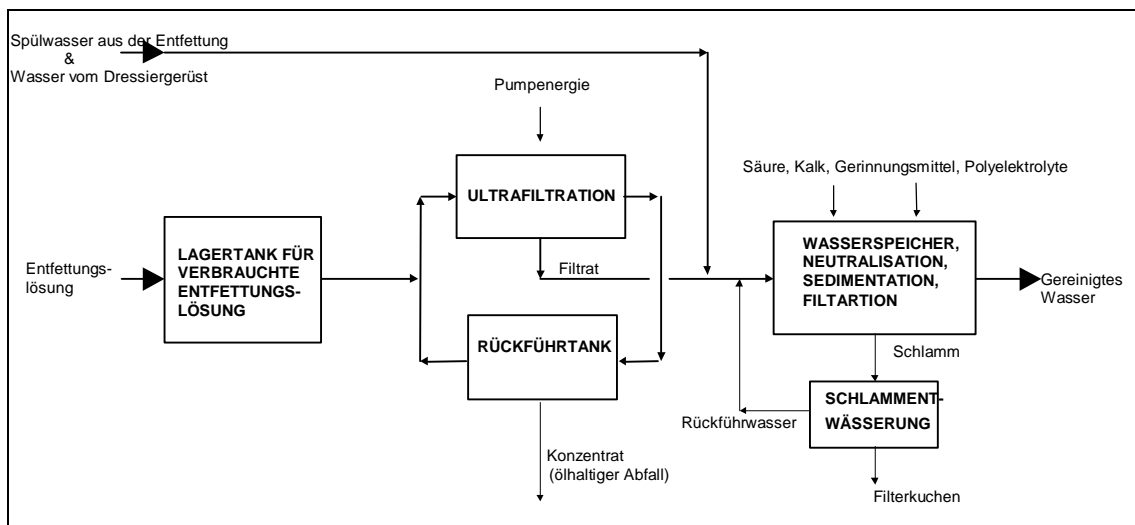 Spülwasser aus der Entfettung
&
Wasser vom Dressiergerüst
Pumpenergie
Säure, Kalk, Gerinnungsmittel, Polyelektrolyte
ULTRAFILTRATION
Entfettungs-
lösung
LAGERTANK FÜR
VERBRAUCHTE
ENTFETTUNGS-
LÖSUNG
Filtrat
WASSERSPEICHER,
NEUTRALISATION,
SEDIMENTATION,
FILTARTION
Gereinigtes
Wasser
RÜCKFÜHRTANK
Schlamm
SCHLAMMENT-
WÄSSERUNG
Rückführwasser
Konzentrat
(ölhaltiger Abfall)
Filterkuchen